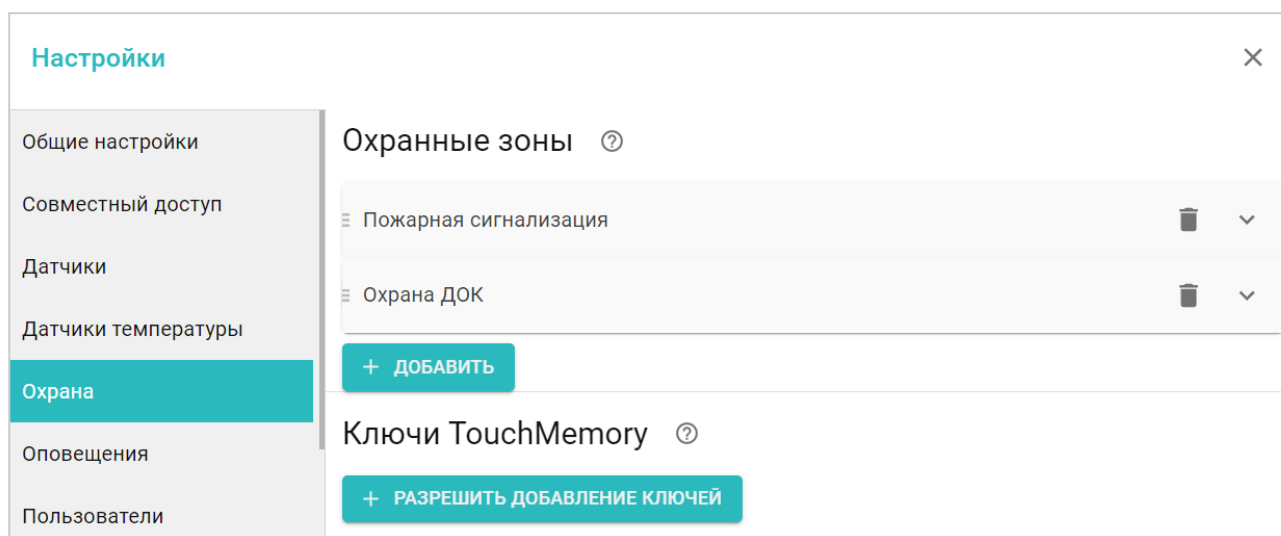 Настройки
Общие настройки
Совместный доступ
Датчики
Датчики температуры
Охрана
Оповещения
Пользователи
Охранные зоны
Пожарная сигнализация
Охрана ДОК
+ ДОБАВИТЬ
Ключи TouchMemory
+ РАЗРЕШИТЬ ДОБАВЛЕНИЕ КЛЮЧЕЙ